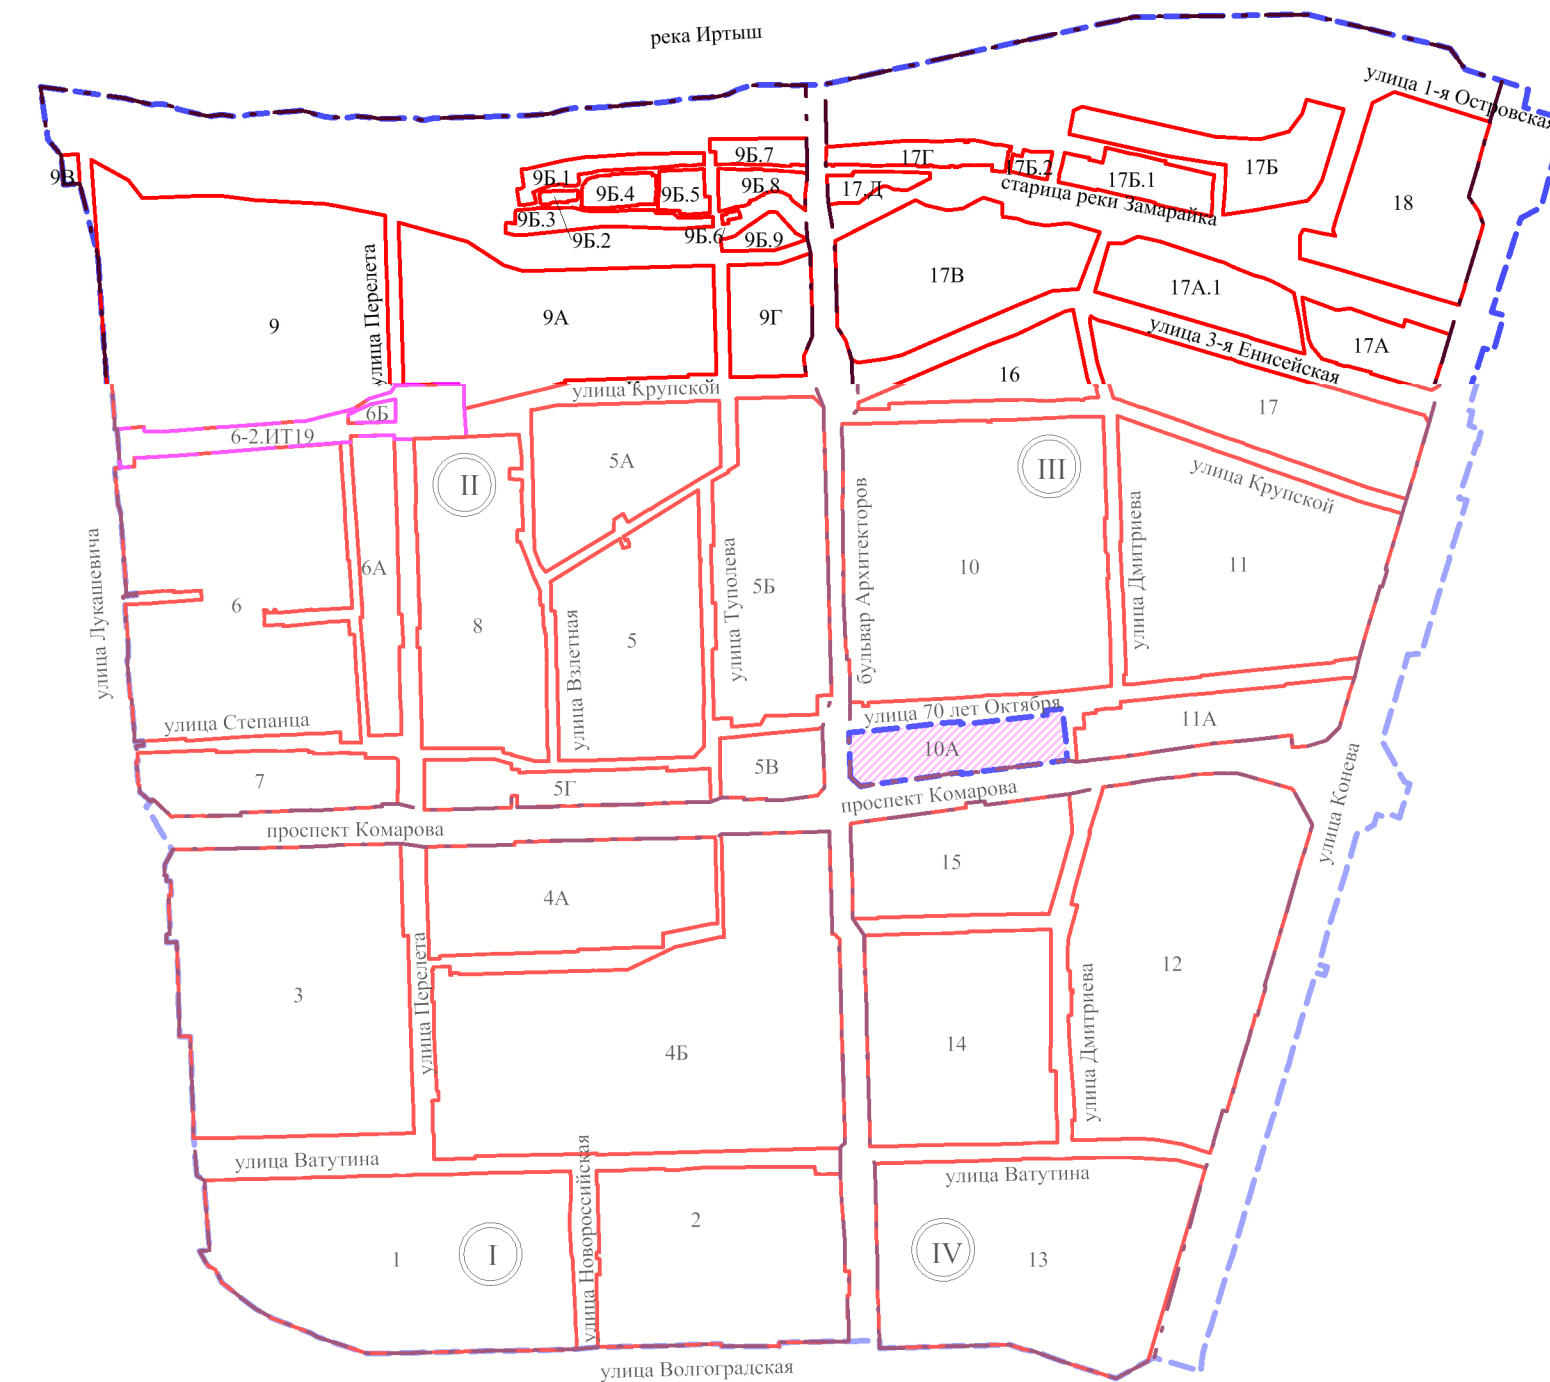 река Иртыш
улица 1-я Островская
9В
9Б.7
17Г
17Б.2
17Б
9Б.1
9Б.4
9Б.5
9Б.8
17.Д
17Б.1
старица реки Замарайка
18
9Б.3
9Б.2
9Б.6
9Б.9
17В
17А.1
улица Перелета
9
9А
9Г
улица 3-я Енисейская
17А
16
улица Крупской
17
6Б
6-2.ИТ19
5А
II
III
улица Крупской
улица Лукашевича
6
6А
8
улица Взлетная
5
улица Туполева
5Б
бульвар Архитекторов
10
улица Дмитриева
11
улица Степанца
улица 70 лет Октября
11А
10А
7
5Г
5В
проспект Комарова
проспект Комарова
улица Конева
15
4А
3
улица Перелета
4Б
14
улица Дмитриева
12
улица Ватутина
улица Новороссийская
улица Ватутина
1
I
2
IV
13
улица Волгоградская